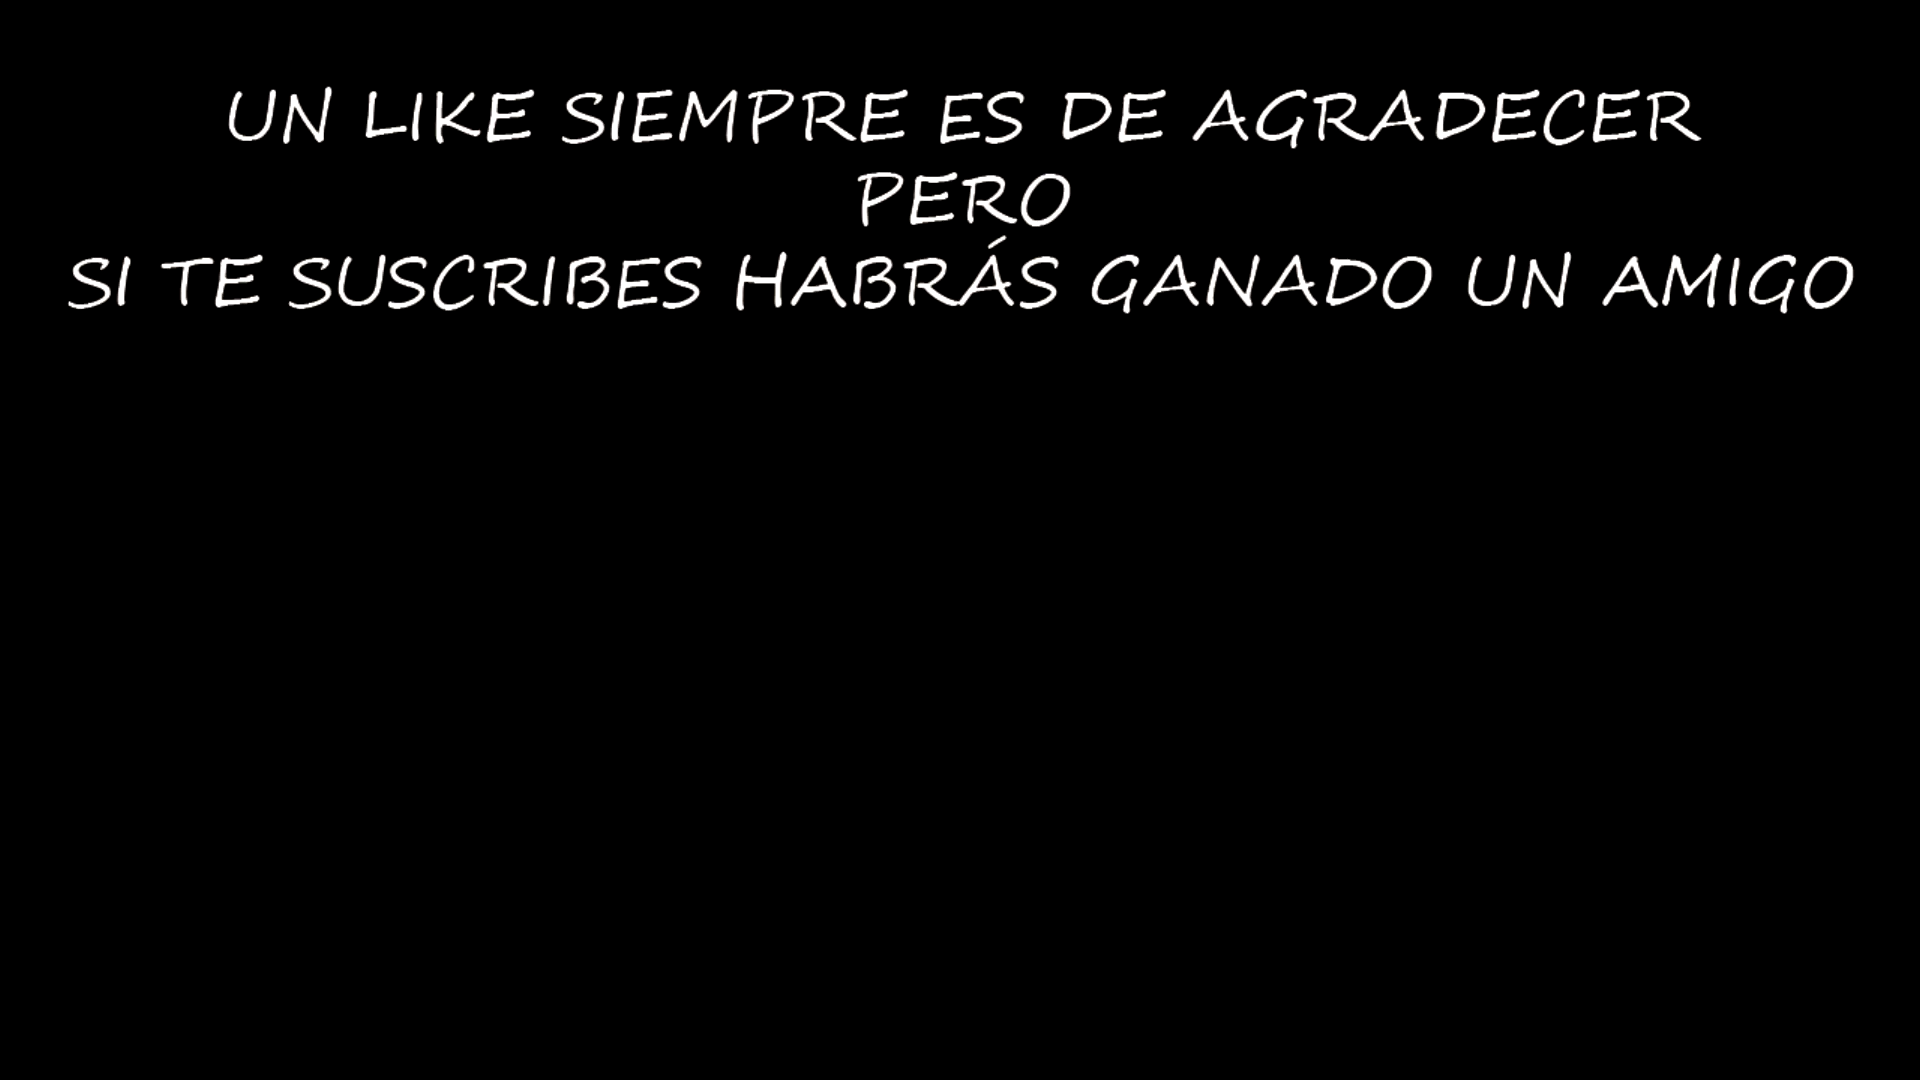 UN LIKE SIEMPRE ES DE AGRADECER
PERO
SI TE SUSCRIBES HABRÁS GANADO UN AMIGO